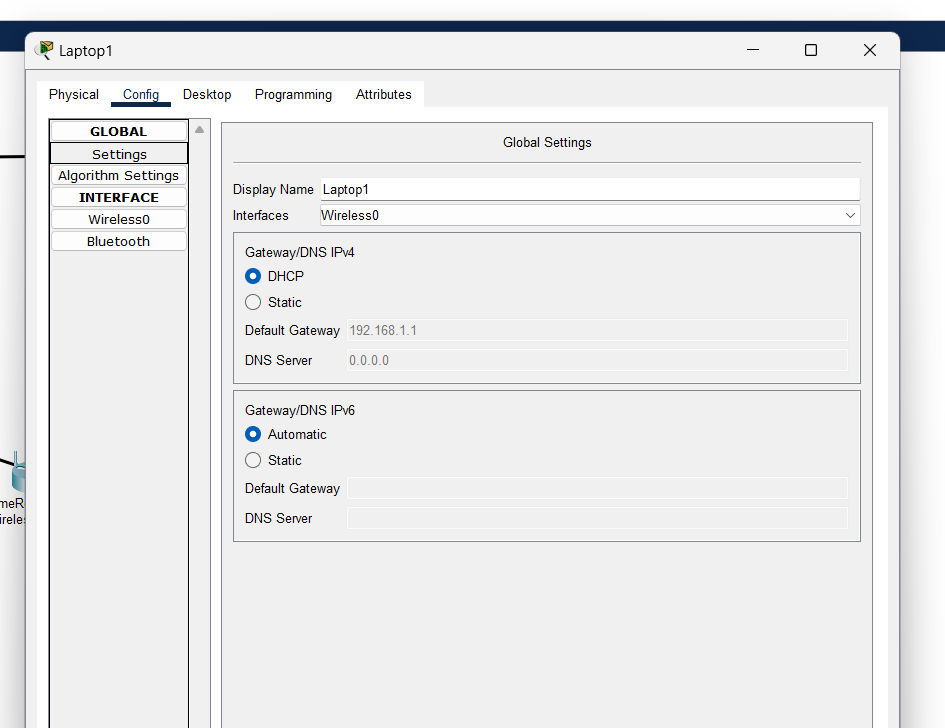 Laptop1
Physical Config Desktop Programming Attributes
GLOBAL
Settings
Algorithm Settings
INTERFACE
Wireless0
Bluetooth
Global Settings
Display Name Laptop1
Interfaces Wireless0
Gateway/DNS IPv4
DHCP
Static
Default Gateway 192.168.1.1
DNS Server 0.0.0.0
Gateway/DNS IPv6
Automatic
Static
Default Gateway
DNS Server